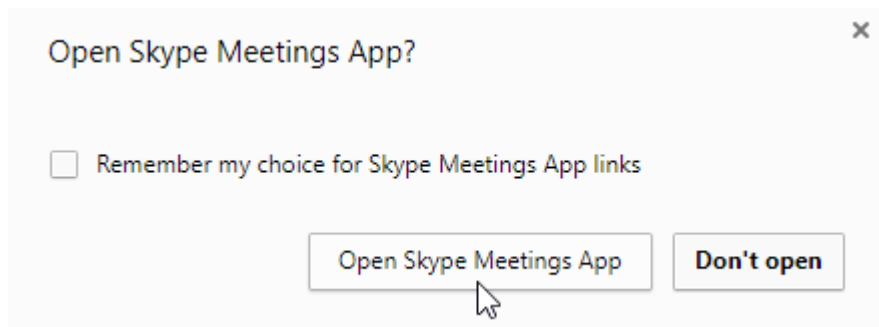 Open Skype Meetings App?
Remember my choice for Skype Meetings App links
Open Skype Meetings App
Don't open